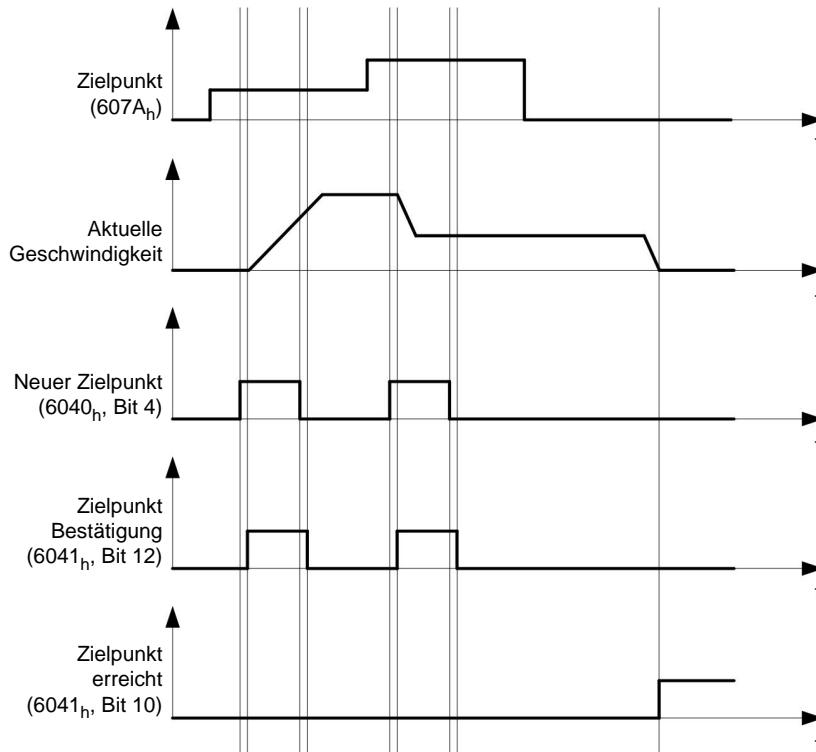 Zielpunkt
(607Aₕ)
Aktuelle
Geschwindigkeit
Neuer Zielpunkt
(6040ₕ, Bit 4)
Zielpunkt
Bestätigung
(6041ₕ, Bit 12)
Zielpunkt
erreicht
(6041ₕ, Bit 10)